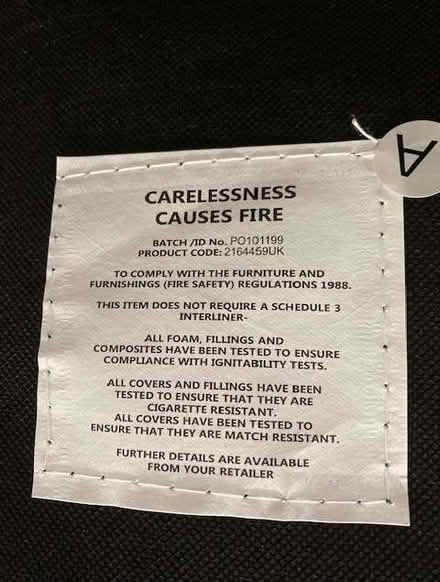 CARELESSNESS
CAUSES FIRE
BATCH /ID No. PO101199
PRODUCT CODE: 2164459UK
TO COMPLY WITH THE FURNITURE AND
FURNISHINGS (FIRE SAFETY) REGULATIONS 1988.
THIS ITEM DOES NOT REQUIRE A SCHEDULE 3
INTERLINER-
ALL FOAM, FILLINGS AND
COMPOSITES HAVE BEEN TESTED TO ENSURE
COMPLIANCE WITH IGNITABILITY TESTS.
ALL COVERS AND FILLINGS HAVE BEEN
TESTED TO ENSURE THAT THEY ARE
CIGARETTE RESISTANT.
ALL COVERS HAVE BEEN TESTED TO
ENSURE THAT THEY ARE MATCH RESISTANT.
FURTHER DETAILS ARE AVAILABLE
FROM YOUR RETAILER
A